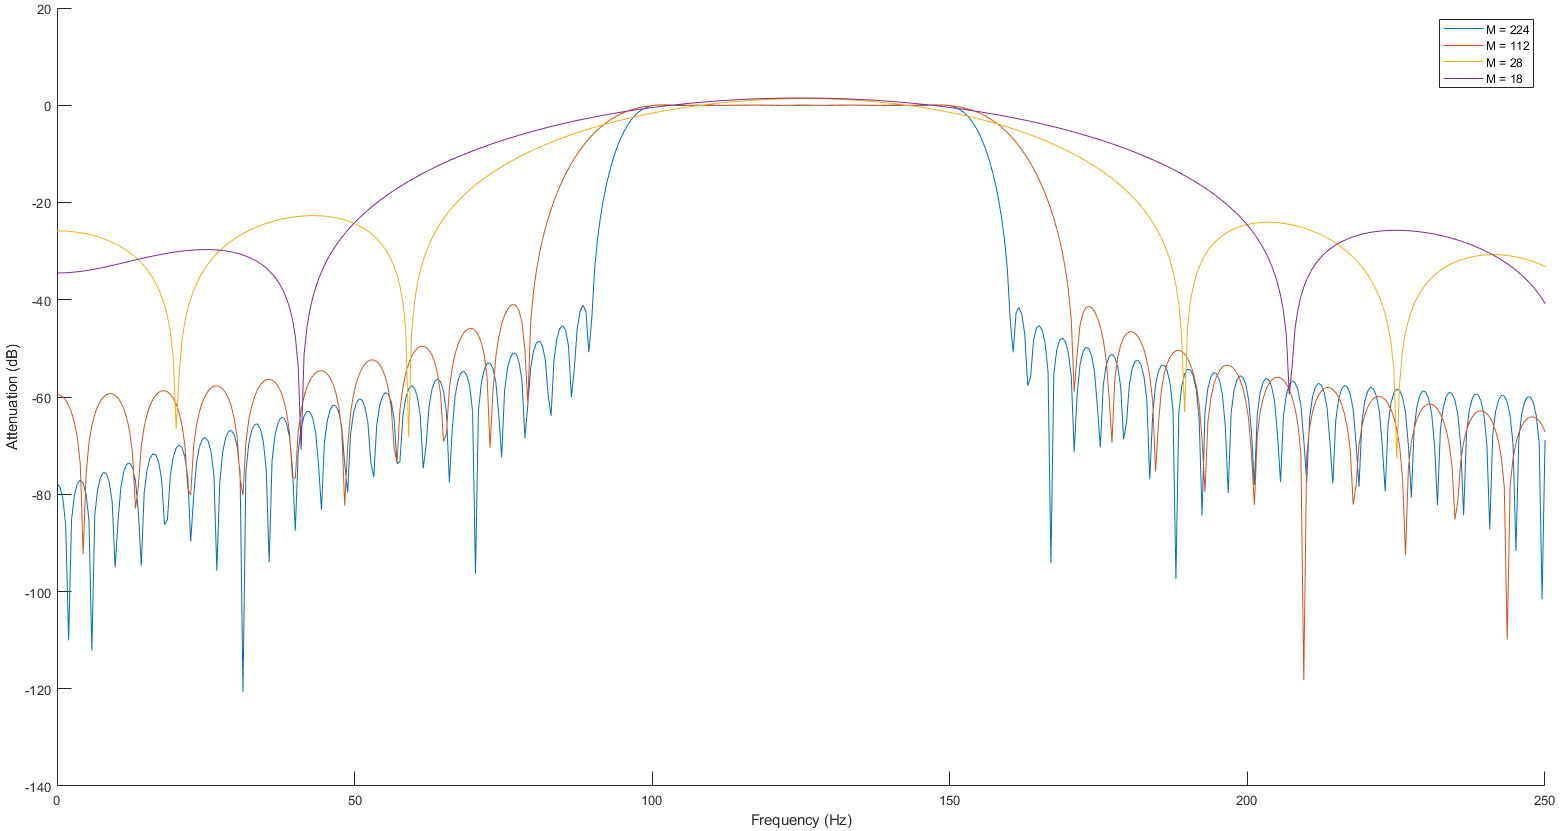 20
0
-20
-40
-60
-80
-100
-120
-140
Attenuation (dB)
0
50
100
150
200
250
Frequency (Hz)
M = 224
M = 112
M = 28
M = 18